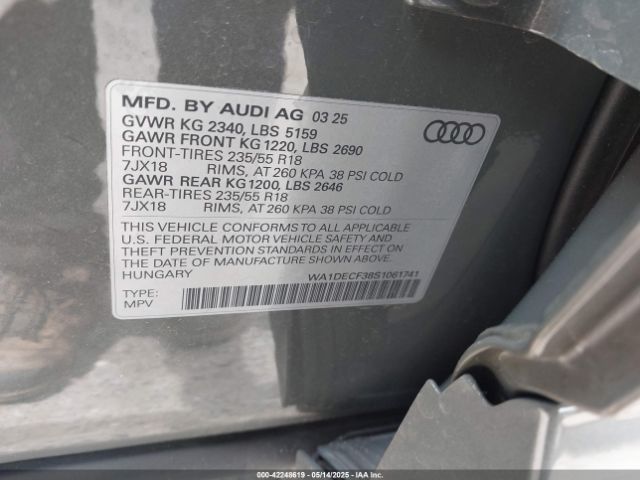 MFD. BY AUDI AG 03 25
GVWR KG 2340, LBS 5159
GAWR FRONT KG 1220, LBS 2690
FRONT-TIRES 235/55 R18
7JX18 RIMS, AT 260 KPA 38 PSI COLD
GAWR REAR KG 1200, LBS 2646
REAR-TIRES 235/55 R18
7JX18 RIMS, AT 260 KPA 38 PSI COLD
THIS VEHICLE CONFORMS TO ALL APPLICABLE
U.S. FEDERAL MOTOR VEHICLE SAFETY AND
THEFT PREVENTION STANDARDS IN EFFECT ON
THE DATE OF MANUFACTURE SHOWN ABOVE.
HUNGARY WA1DECF38S1061741
TYPE:
MPV
000-42248619 - 05/14/2025 - IAAI.COM